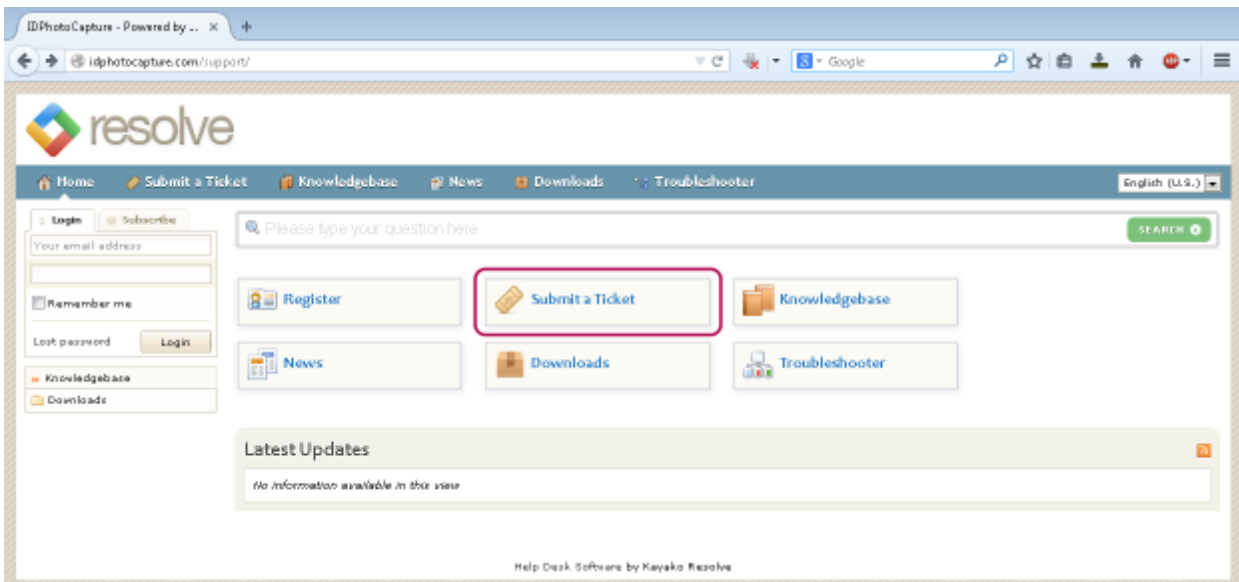 IDPhotoCapture - Powered by ...
idphotocapture.com/support/
Google
resolve
Home Submit a Ticket Knowledgebase News Downloads Troubleshooter English (U.S.)
Login Subscribe
Please type your question here SEARCH
Your email address
Remember me
Lost password Login
Knowledgebase
Downloads
Register Submit a Ticket Knowledgebase
News Downloads Troubleshooter
Latest Updates
No information available in this view
Help Desk Software by Kayako Resolve